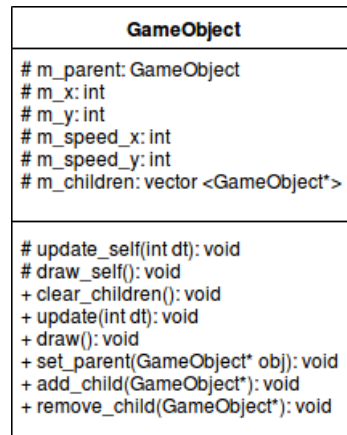 GameObject
# m_parent: GameObject
# m_x: int
# m_y: int
# m_speed_x: int
# m_speed_y: int
# m_children: vector <GameObject*>
# update_self(int dt): void
# draw_self(): void
+ clear_children(): void
+ update(int dt): void
+ draw(): void
+ set_parent(GameObject* obj): void
+ add_child(GameObject*): void
+ remove_child(GameObject*): void